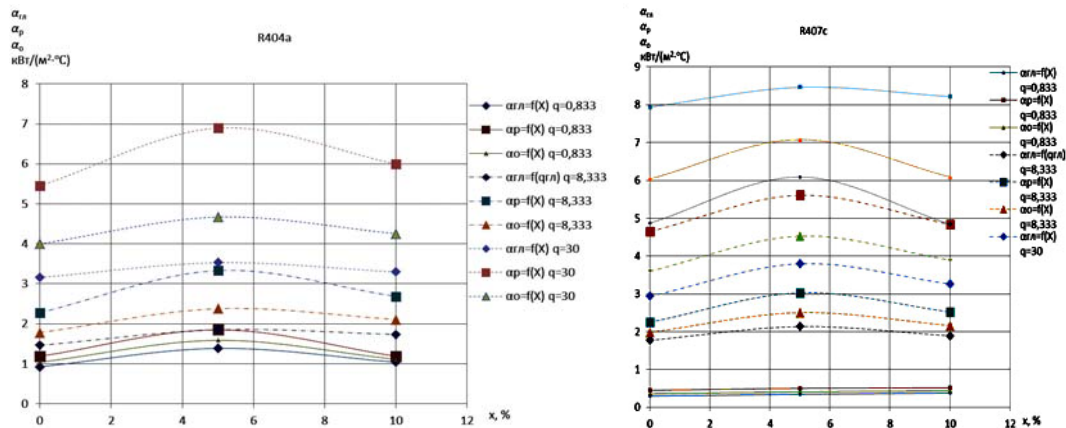 αгл
αр
αо
кВт/(м²·°С)
R404a
8
7
6
5
4
3
2
1
0
0 2 4 6 8 10 12
x, %
αгл=f(X) q=0,833
αр=f(X) q=0,833
αо=f(X) q=0,833
αгл=f(qгл) q=8,333
αр=f(X) q=8,333
αо=f(X) q=8,333
αгл=f(X) q=30
αр=f(X) q=30
αо=f(X) q=30
αгл
αр
αо
кВт/(м²·°С)
R407c
9
8
7
6
5
4
3
2
1
0
0 2 4 6 8 10 12
x, %
αгл=f(X)
q=0,833
αр=f(X)
q=0,833
αо=f(X)
q=0,833
αгл=f(qгл)
q=8,333
αр=f(X)
q=8,333
αо=f(X)
q=8,333
αгл=f(X)
q=30